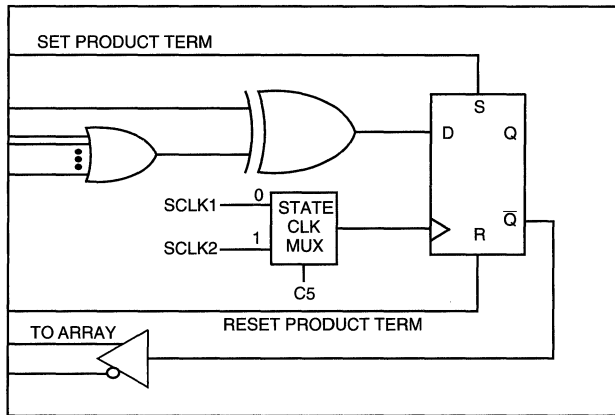 SET PRODUCT TERM
S
D Q
SCLK1 0
STATE
CLK
MUX
SCLK2 1
R Q̅
C5
RESET PRODUCT TERM
TO ARRAY